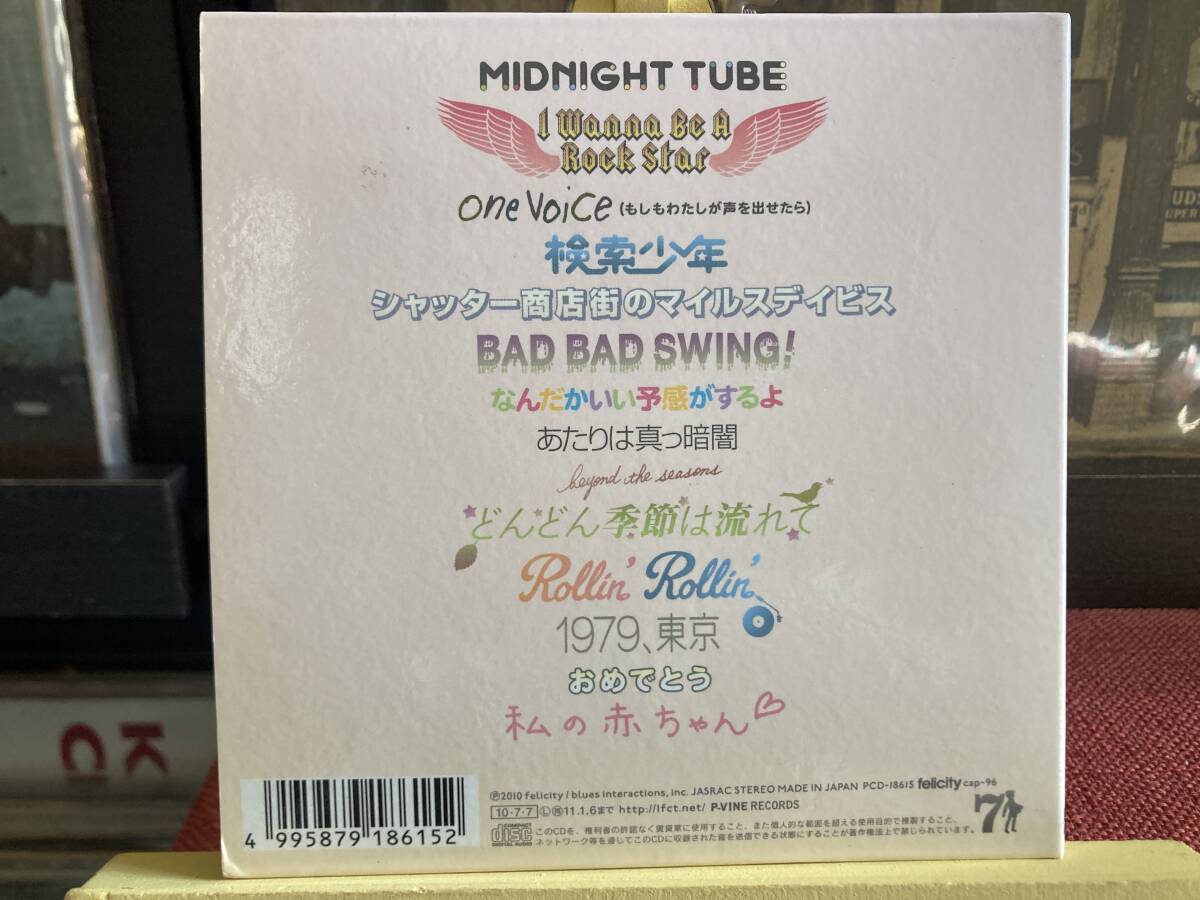 MIDNIGHT TUBE
I Wanna Be A
Rock Star
one voice (もしもわたしが声を出せたら)
検索少年
シャッター商店街のマイルスデイビス
BAD BAD SWING!
なんだかいい予感がするよ
あたりは真っ暗闇
beyond the seasons
どんどん季節は流れて
Rollin' Rollin'
1979、東京
おめでとう
私の赤ちゃん
4 995879 186152
Ⓟ2010 felicity / blues interactions, inc. JASRAC STEREO MADE IN JAPAN PCD-18615 felicity cap-96
10・7・7 Ⓛ 11.1.6まで http://lfct.net/ P-VINE RECORDS
COMPACT disc DIGITAL AUDIO
このCDを、権利者の許諾なく賃貸業に使用すること、また個人的な範囲を超える使用目的で複製すること、
ネットワーク等を通じてこのCDに収録された音を送信できる状態にすることが著作権法上で禁じられています。
7
K
C
UDS
UPER